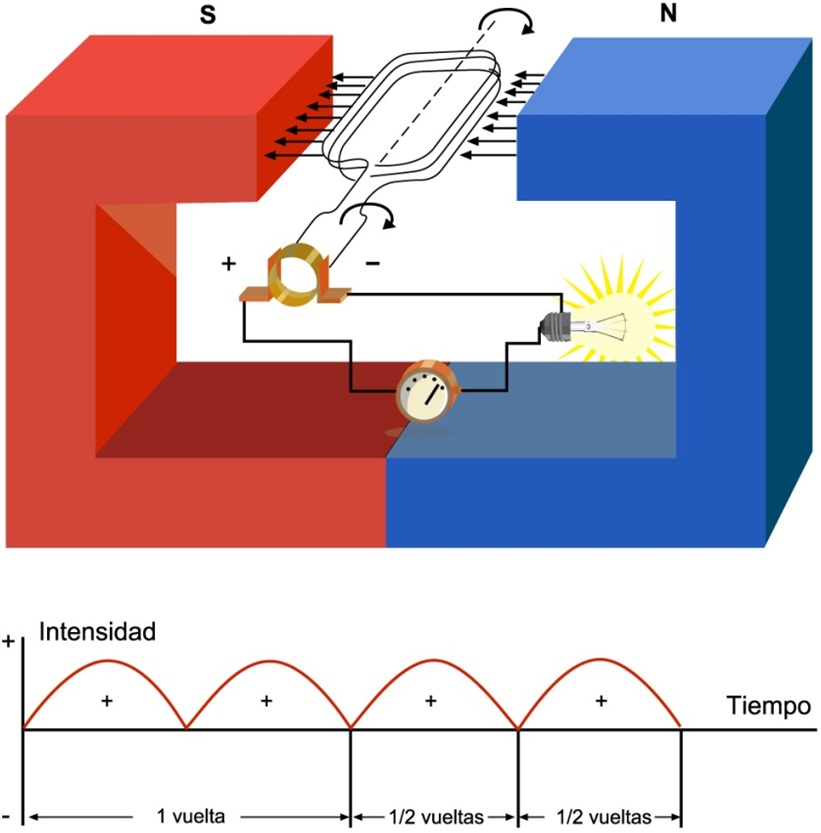 S
N
+
-
+ Intensidad
+
+
+
+
Tiempo
-
1 vuelta
1/2 vueltas
1/2 vueltas